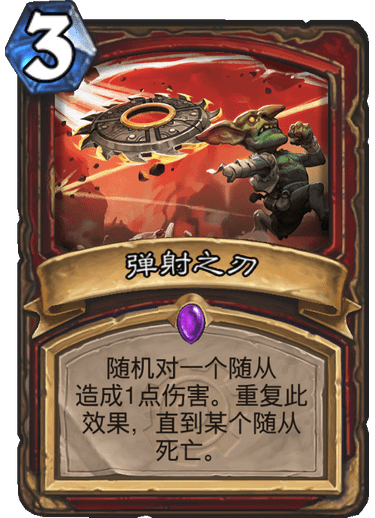 3
弹射之刃
随机对一个随从
造成1点伤害。重复此
效果，直到某个随从
死亡。